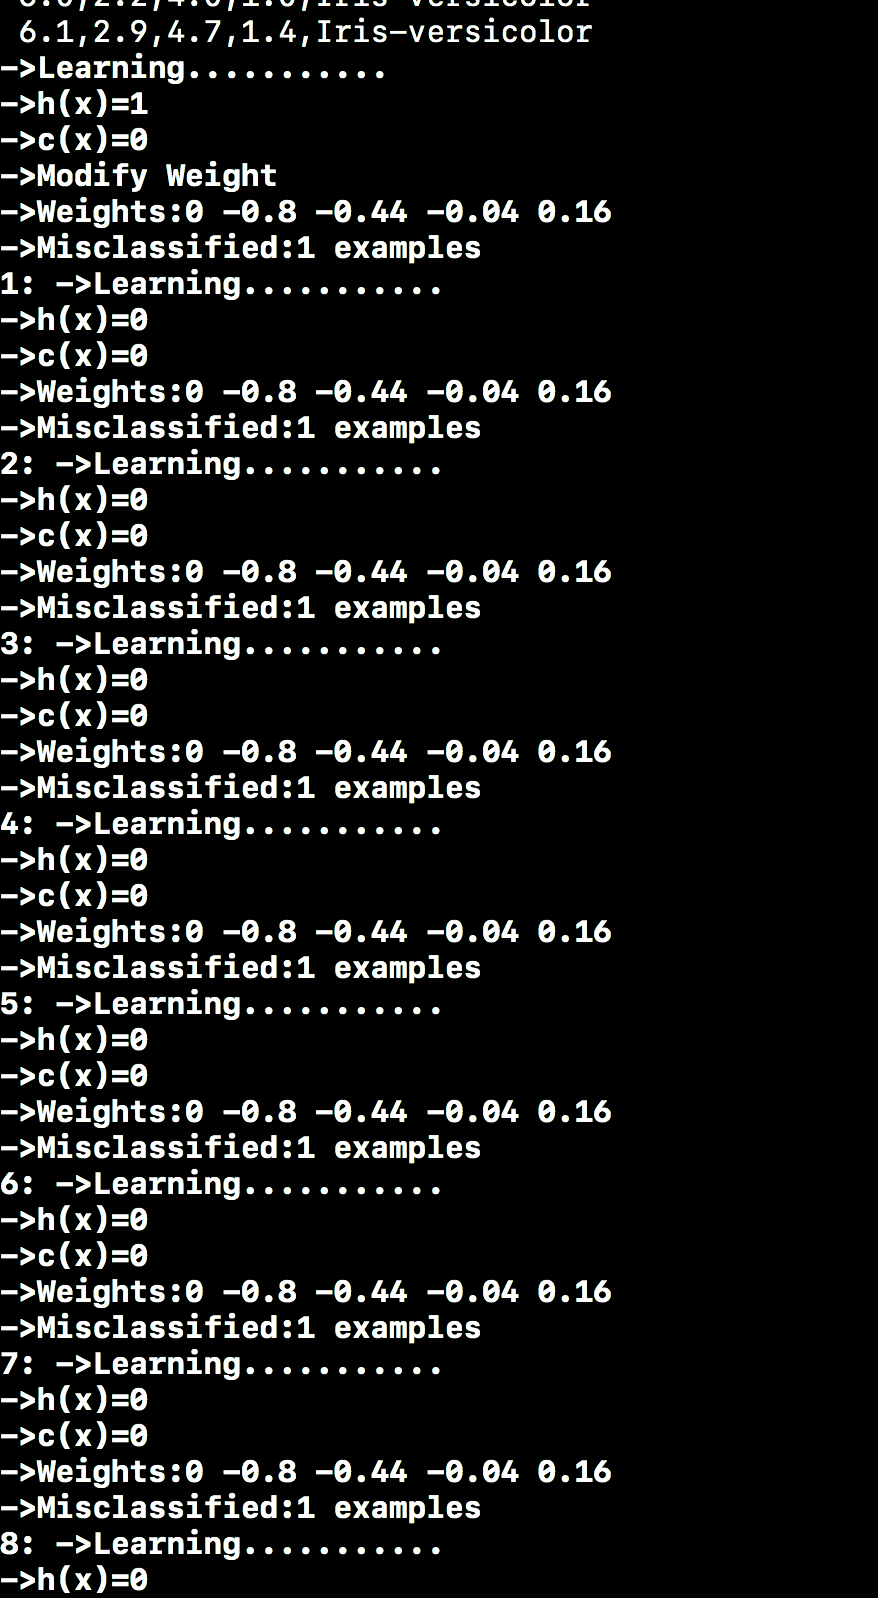 6.1,2.9,4.7,1.4,Iris-versicolor
->Learning...........
->h(x)=1
->c(x)=0
->Modify Weight
->Weights:0 -0.8 -0.44 -0.04 0.16
->Misclassified:1 examples
1: ->Learning...........
->h(x)=0
->c(x)=0
->Weights:0 -0.8 -0.44 -0.04 0.16
->Misclassified:1 examples
2: ->Learning...........
->h(x)=0
->c(x)=0
->Weights:0 -0.8 -0.44 -0.04 0.16
->Misclassified:1 examples
3: ->Learning...........
->h(x)=0
->c(x)=0
->Weights:0 -0.8 -0.44 -0.04 0.16
->Misclassified:1 examples
4: ->Learning...........
->h(x)=0
->c(x)=0
->Weights:0 -0.8 -0.44 -0.04 0.16
->Misclassified:1 examples
5: ->Learning...........
->h(x)=0
->c(x)=0
->Weights:0 -0.8 -0.44 -0.04 0.16
->Misclassified:1 examples
6: ->Learning...........
->h(x)=0
->c(x)=0
->Weights:0 -0.8 -0.44 -0.04 0.16
->Misclassified:1 examples
7: ->Learning...........
->h(x)=0
->c(x)=0
->Weights:0 -0.8 -0.44 -0.04 0.16
->Misclassified:1 examples
8: ->Learning...........
->h(x)=0